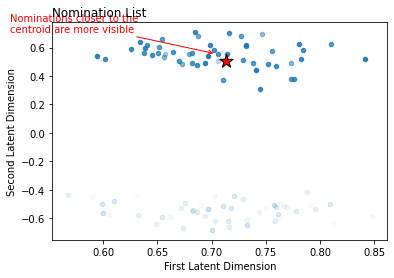 Nomination List
Nominations closer to the
centroid are more visible
0.6
0.4
0.2
0.0
−0.2
−0.4
−0.6
Second Latent Dimension
0.60 0.65 0.70 0.75 0.80 0.85
First Latent Dimension